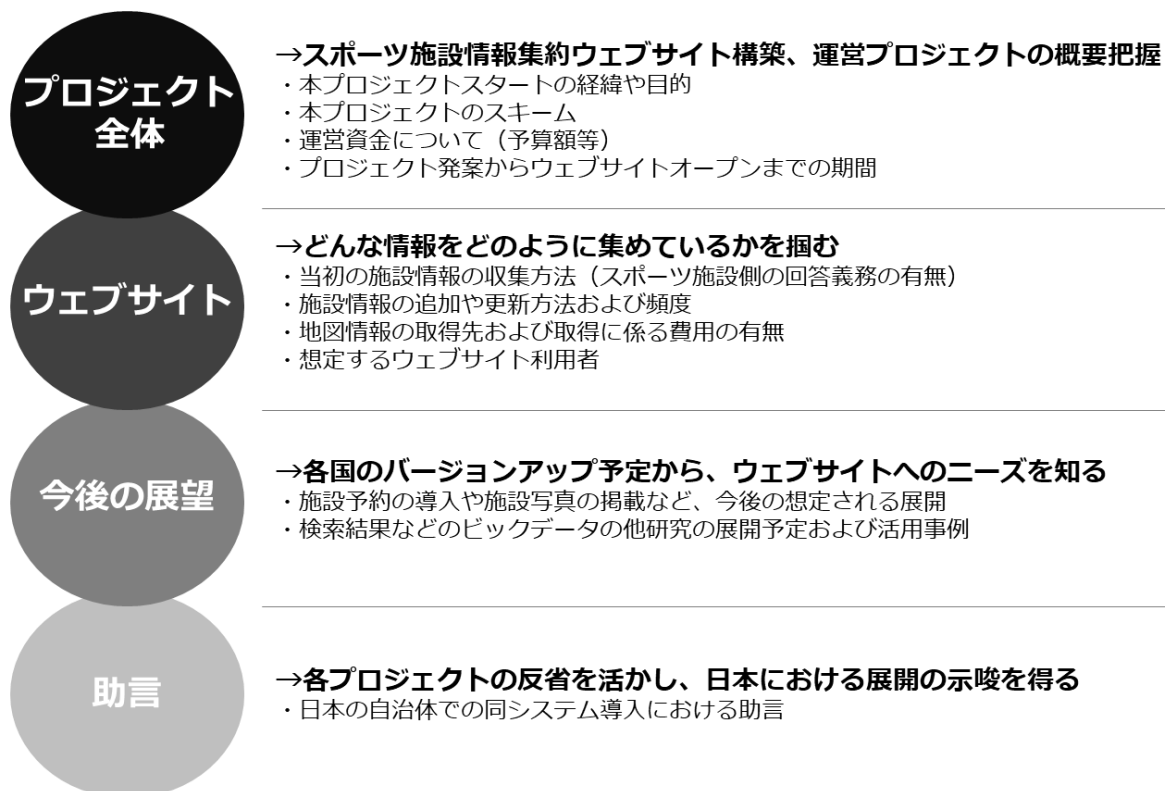 プロジェクト
全体
→スポーツ施設情報集約ウェブサイト構築、運営プロジェクトの概要把握
・本プロジェクトスタートの経緯や目的
・本プロジェクトのスキーム
・運営資金について（予算額等）
・プロジェクト発案からウェブサイトオープンまでの期間
ウェブサイト
→どんな情報をどのように集めているかを掴む
・当初の施設情報の収集方法（スポーツ施設側の回答義務の有無）
・施設情報の追加や更新方法および頻度
・地図情報の取得先および取得に係る費用の有無
・想定するウェブサイト利用者
今後の展望
→各国のバージョンアップ予定から、ウェブサイトへのニーズを知る
・施設予約の導入や施設写真の掲載など、今後の想定される展開
・検索結果などのビックデータの他研究の展開予定および活用事例
助言
→各プロジェクトの反省を活かし、日本における展開の示唆を得る
・日本の自治体での同システム導入における助言